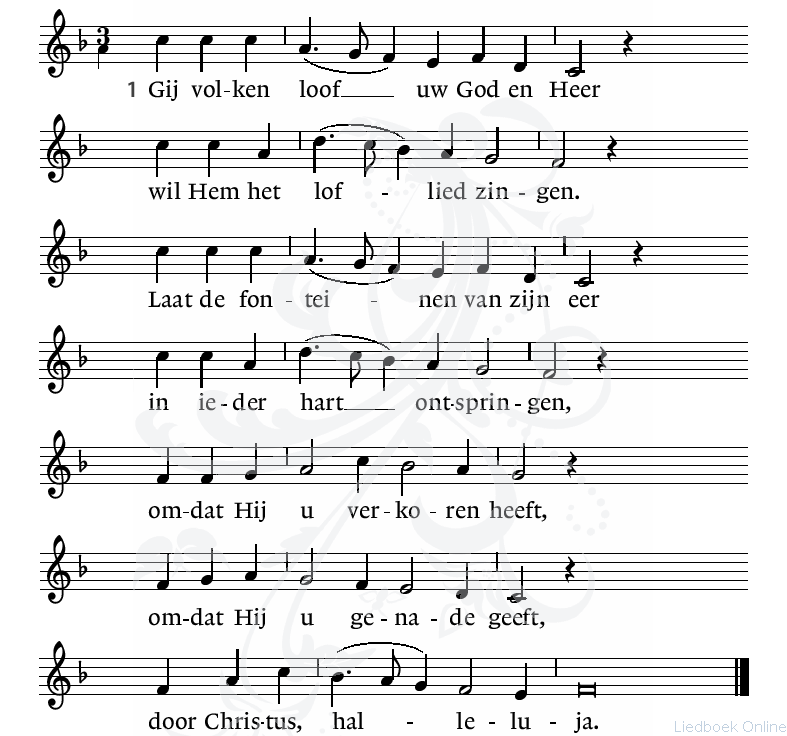 3
1 Gij vol-ken loof uw God en Heer
wil Hem het lof - lied zin - gen.
Laat de fon - tei - nen van zijn eer
in ie - der hart ont-sprin - gen,
om-dat Hij u ver - ko - ren heeft,
om-dat Hij u ge - na - de geeft,
door Chris-tus, hal - le - lu - ja.
Liedboek Online